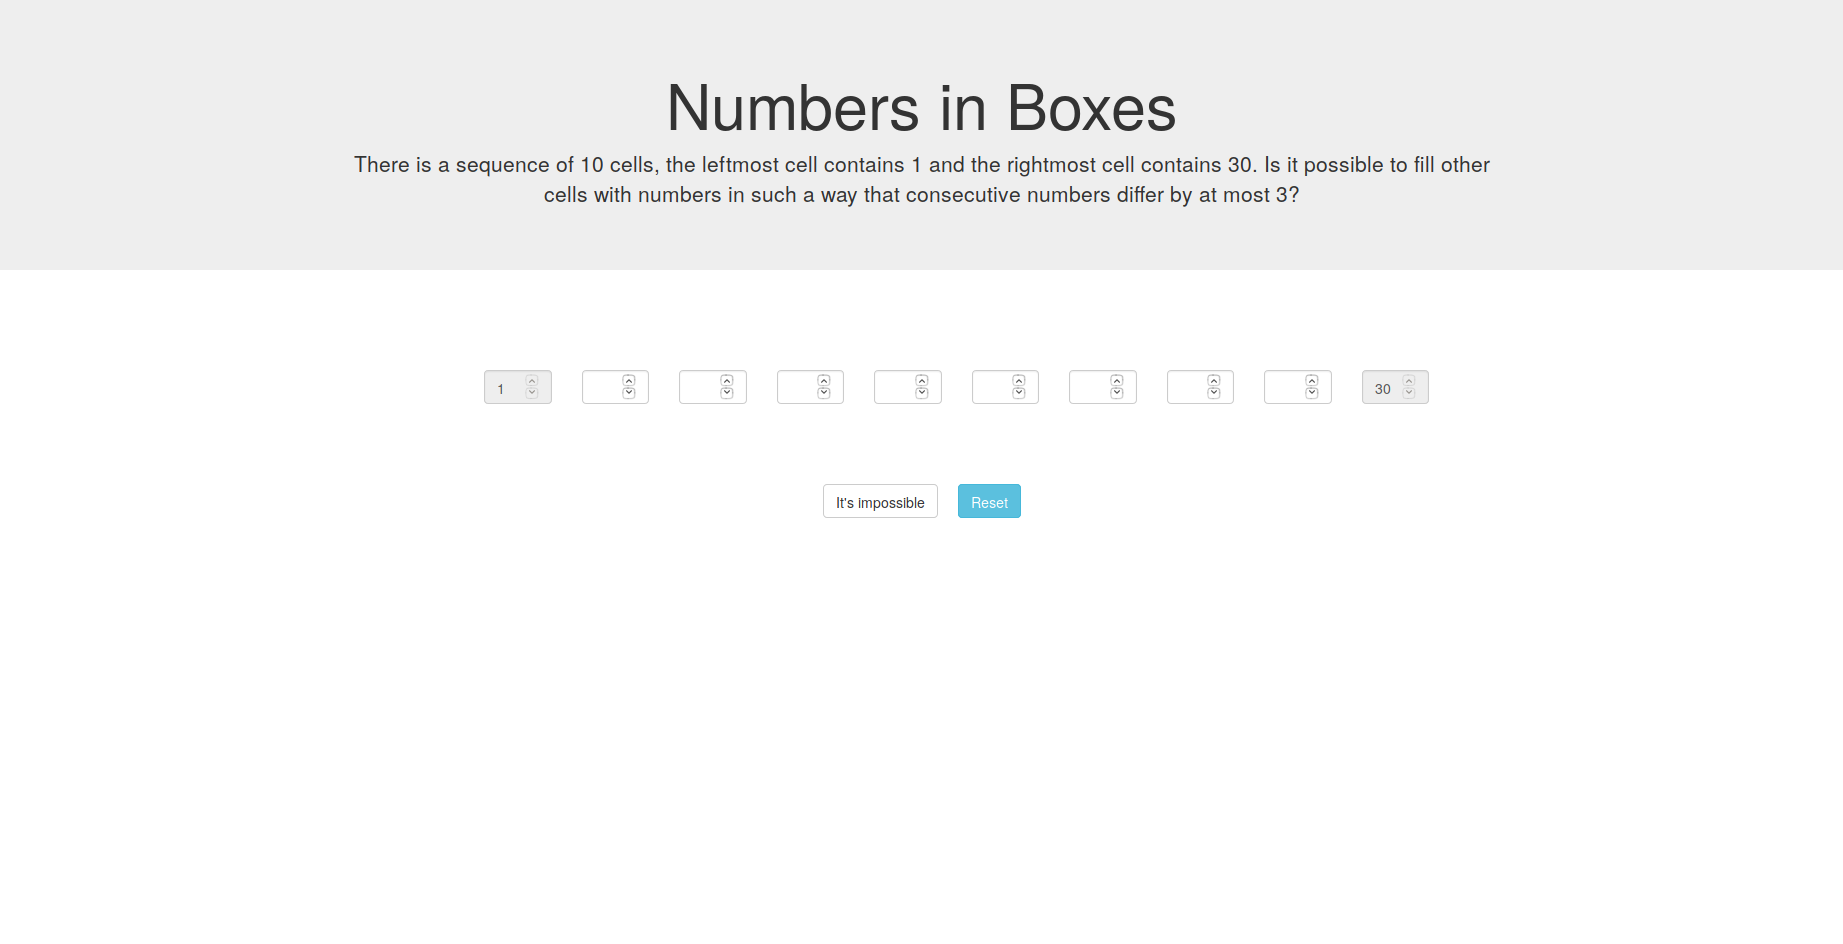 Numbers in Boxes
There is a sequence of 10 cells, the leftmost cell contains 1 and the rightmost cell contains 30. Is it possible to fill other
cells with numbers in such a way that consecutive numbers differ by at most 3?
1 30
It's impossible Reset